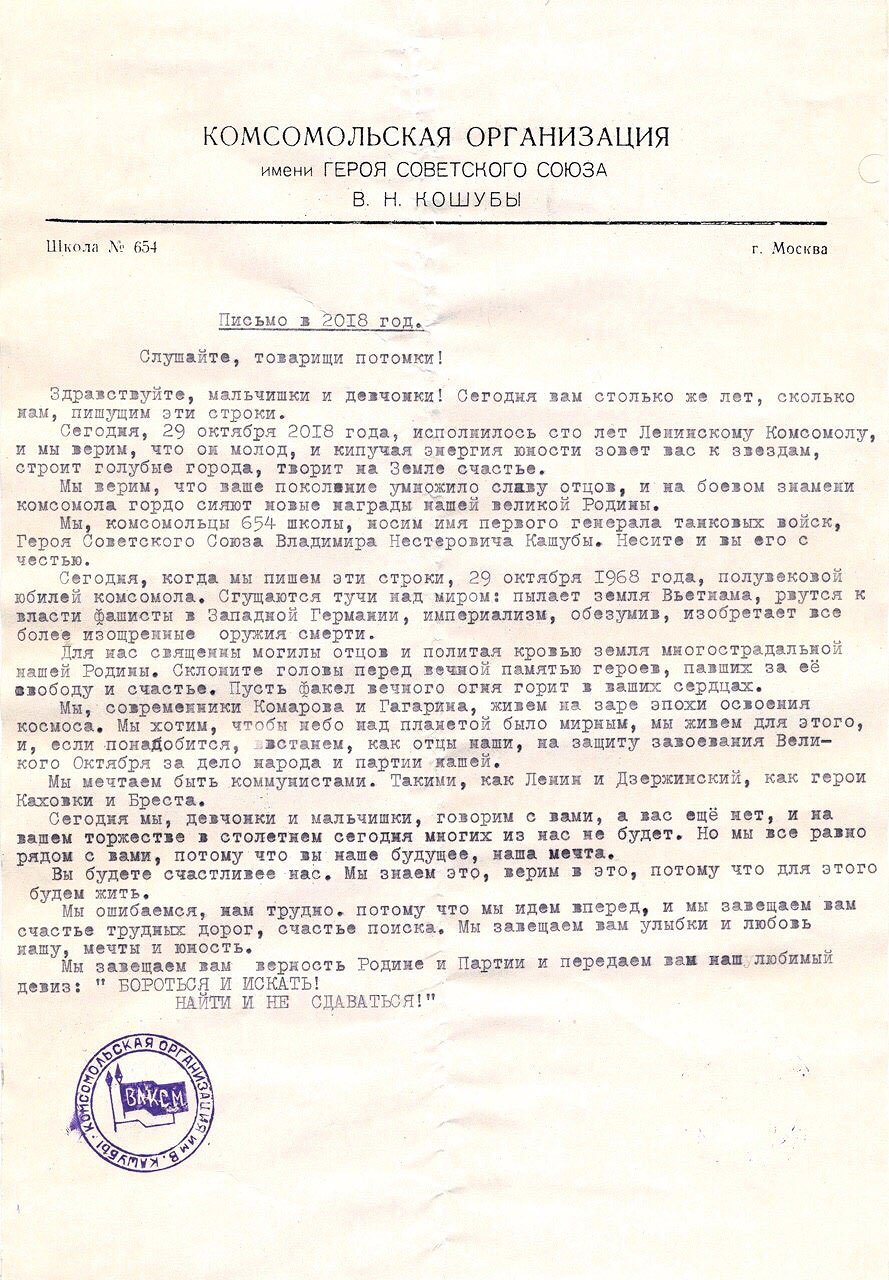 КОМСОМОЛЬСКАЯ ОРГАНИЗАЦИЯ
имени ГЕРОЯ СОВЕТСКОГО СОЮЗА
В. Н. КОШУБЫ
Школа № 654
г. Москва
Письмо в 2018 год.
Слушайте, товарищи потомки!
Здравствуйте, мальчишки и девчонки! Сегодня вам столько же лет, сколько
нам, пишущим эти строки.
Сегодня, 29 октября 2018 года, исполнилось сто лет Ленинскому Комсомолу,
и мы верим, что он молод, и кипучая энергия юности зовет вас к звездам,
строит голубые города, творит на Земле счастье.
Мы верим, что ваше поколение умножило славу отцов, и на боевом знамени
комсомола гордо сияют новые награды нашей великой Родины.
Мы, комсомольцы 654 школы, носим имя первого генерала танковых войск,
Героя Советского Союза Владимира Нестеровича Кашубы. Несите и вы его с
честью.
Сегодня, когда мы пишем эти строки, 29 октября 1968 года, полувековой
юбилей комсомола. Сгущаются тучи над миром: пылает земля Вьетнама, рвутся к
власти фашисты в Западной Германии, империализм, обезумив, изобретает все
более изощренные оружия смерти.
Для нас священны могилы отцов и политая кровью земля многострадальной
нашей Родины. Склоните головы перед вечной памятью героев, павших за её
свободу и счастье. Пусть факел вечного огня горит в ваших сердцах.
Мы, современники Комарова и Гагарина, живем на заре эпохи освоения
космоса. Мы хотим, чтобы небо над планетой было мирным, мы живем для этого,
и, если понадобится, встанем, как отцы наши, на защиту завоевания Вели-
кого Октября за дело народа и партии нашей.
Мы мечтаем быть коммунистами. Такими, как Ленин и Дзержинский, как герои
Каховки и Бреста.
Сегодня мы, девчонки и мальчишки, говорим с вами, а вас ещё нет, и на
вашем торжестве в столетнем сегодня многих из нас не будет. Но мы все равно
рядом с вами, потому что вы наше будущее, наша мечта.
Вы будете счастливее нас. Мы знаем это, верим в это, потому что для этого
будем жить.
Мы ошибаемся, нам трудно. потому что мы идем вперед, и мы завещаем вам
счастье трудных дорог, счастье поиска. Мы завещаем вам улыбки и любовь
нашу, мечты и юность.
Мы завещаем вам верность Родине и Партии и передаем вам наш любимый
девиз: " БОРОТЬСЯ И ИСКАТЬ!
НАЙТИ И НЕ СДАВАТЬСЯ!"
КОМСОМОЛЬСКАЯ ОРГАНИЗАЦИЯ ИМ В. КАШУБЫ
ВЛКСМ